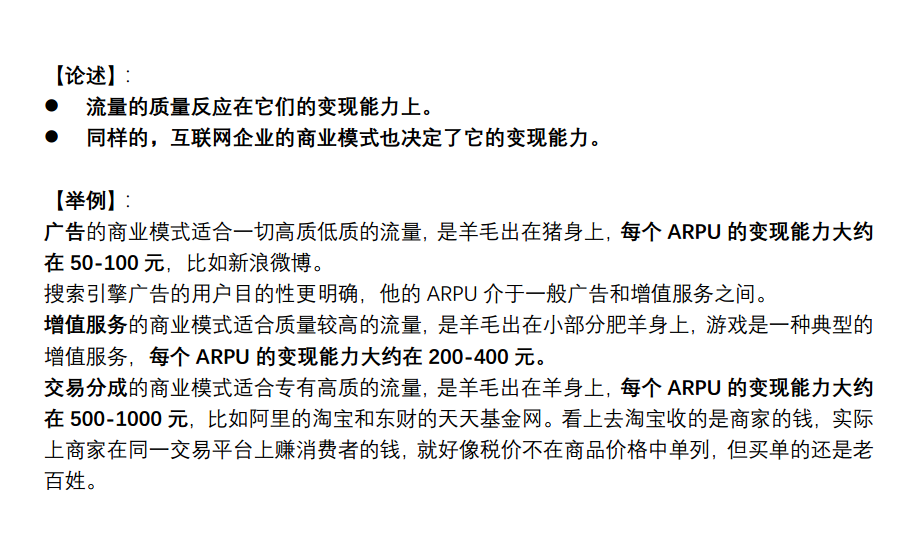 【论述】:
● 流量的质量反应在它们的变现能力上。
● 同样的，互联网企业的商业模式也决定了它的变现能力。
【举例】:
广告的商业模式适合一切高质低质的流量，是羊毛出在猪身上，每个 ARPU 的变现能力大约
在 50-100 元，比如新浪微博。
搜索引擎广告的用户目的性更明确，他的 ARPU 介于一般广告和增值服务之间。
增值服务的商业模式适合质量较高的流量，是羊毛出在小部分肥羊身上，游戏是一种典型的
增值服务，每个 ARPU 的变现能力大约在 200-400 元。
交易分成的商业模式适合专有高质的流量，是羊毛出在羊身上，每个 ARPU 的变现能力大约
在 500-1000 元，比如阿里的淘宝和东财的天天基金网。看上去淘宝收的是商家的钱，实际
上商家在同一交易平台上赚消费者的钱，就好像税价不在商品价格中单列，但买单的还是老
百姓。